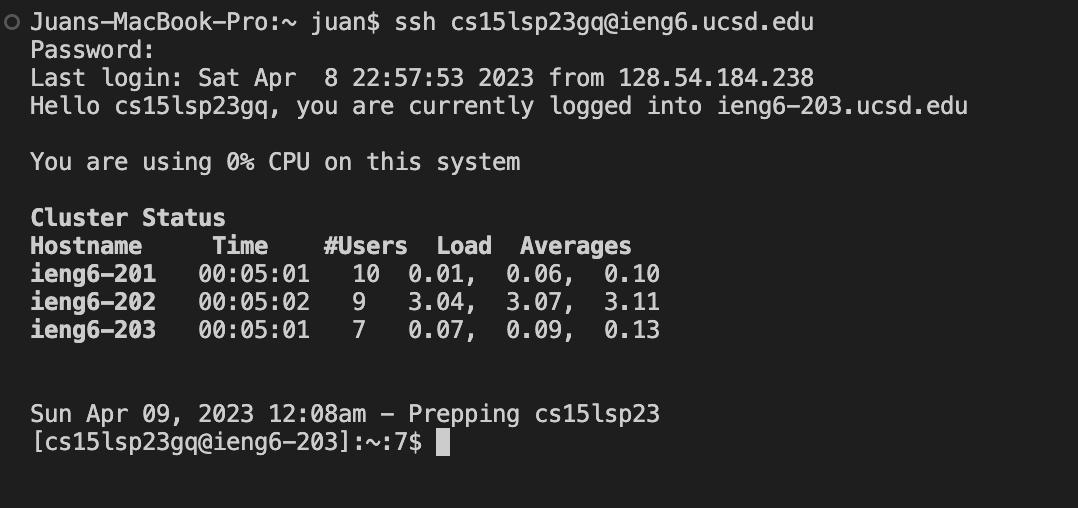 Juans-MacBook-Pro:~ juan$ ssh cs15lsp23gq@ieng6.ucsd.edu
Password:
Last login: Sat Apr  8 22:57:53 2023 from 128.54.184.238
Hello cs15lsp23gq, you are currently logged into ieng6-203.ucsd.edu
You are using 0% CPU on this system
Cluster Status
Hostname     Time    #Users  Load  Averages
ieng6-201   00:05:01   10  0.01,  0.06,  0.10
ieng6-202   00:05:02   9   3.04,  3.07,  3.11
ieng6-203   00:05:01   7   0.07,  0.09,  0.13
Sun Apr 09, 2023 12:08am - Prepping cs15lsp23
[cs15lsp23gq@ieng6-203]:~:7$